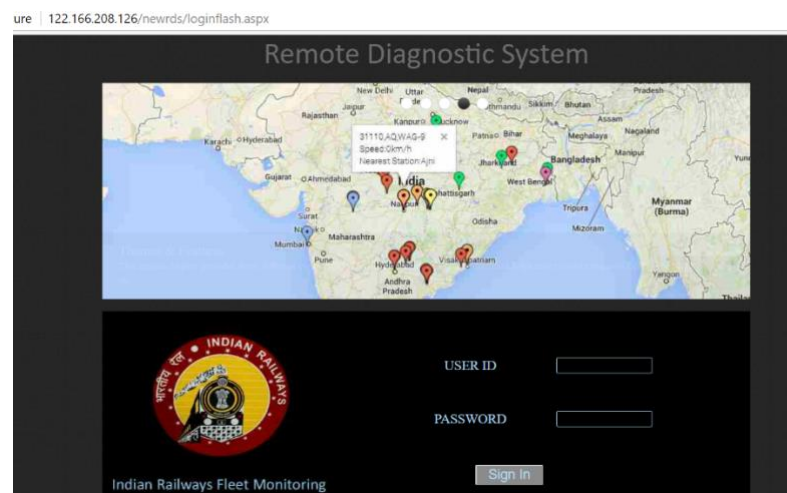 ure 122.166.208.126/newrds/loginflash.aspx
Remote Diagnostic System
New Delhi
Uttar
Nepal
Pradesh
Jaipur
Rajasthan
Sikkim
Bhutan
Kanpur
Lucknow
Assam
Nagaland
Karachi
Hyderabad
31110,AQ,WAG-9 ×
Speed:0km/h
Nearest Station:Ajni
Patna
Bihar
Meghalaya
Manipur
Jharkhand
Bangladesh
Gujarat
Ahmedabad
India
Chhattisgarh
West Bengal
Myanmar
(Burma)
Surat
Odisha
Tripura
Mizoram
Maharashtra
Mumbai
Pune
Hyderabad
Visakhapatnam
Yangon
Andhra
Pradesh
भारतीय रेल
INDIAN RAILWAYS
USER ID
PASSWORD
Sign In
Indian Railways Fleet Monitoring